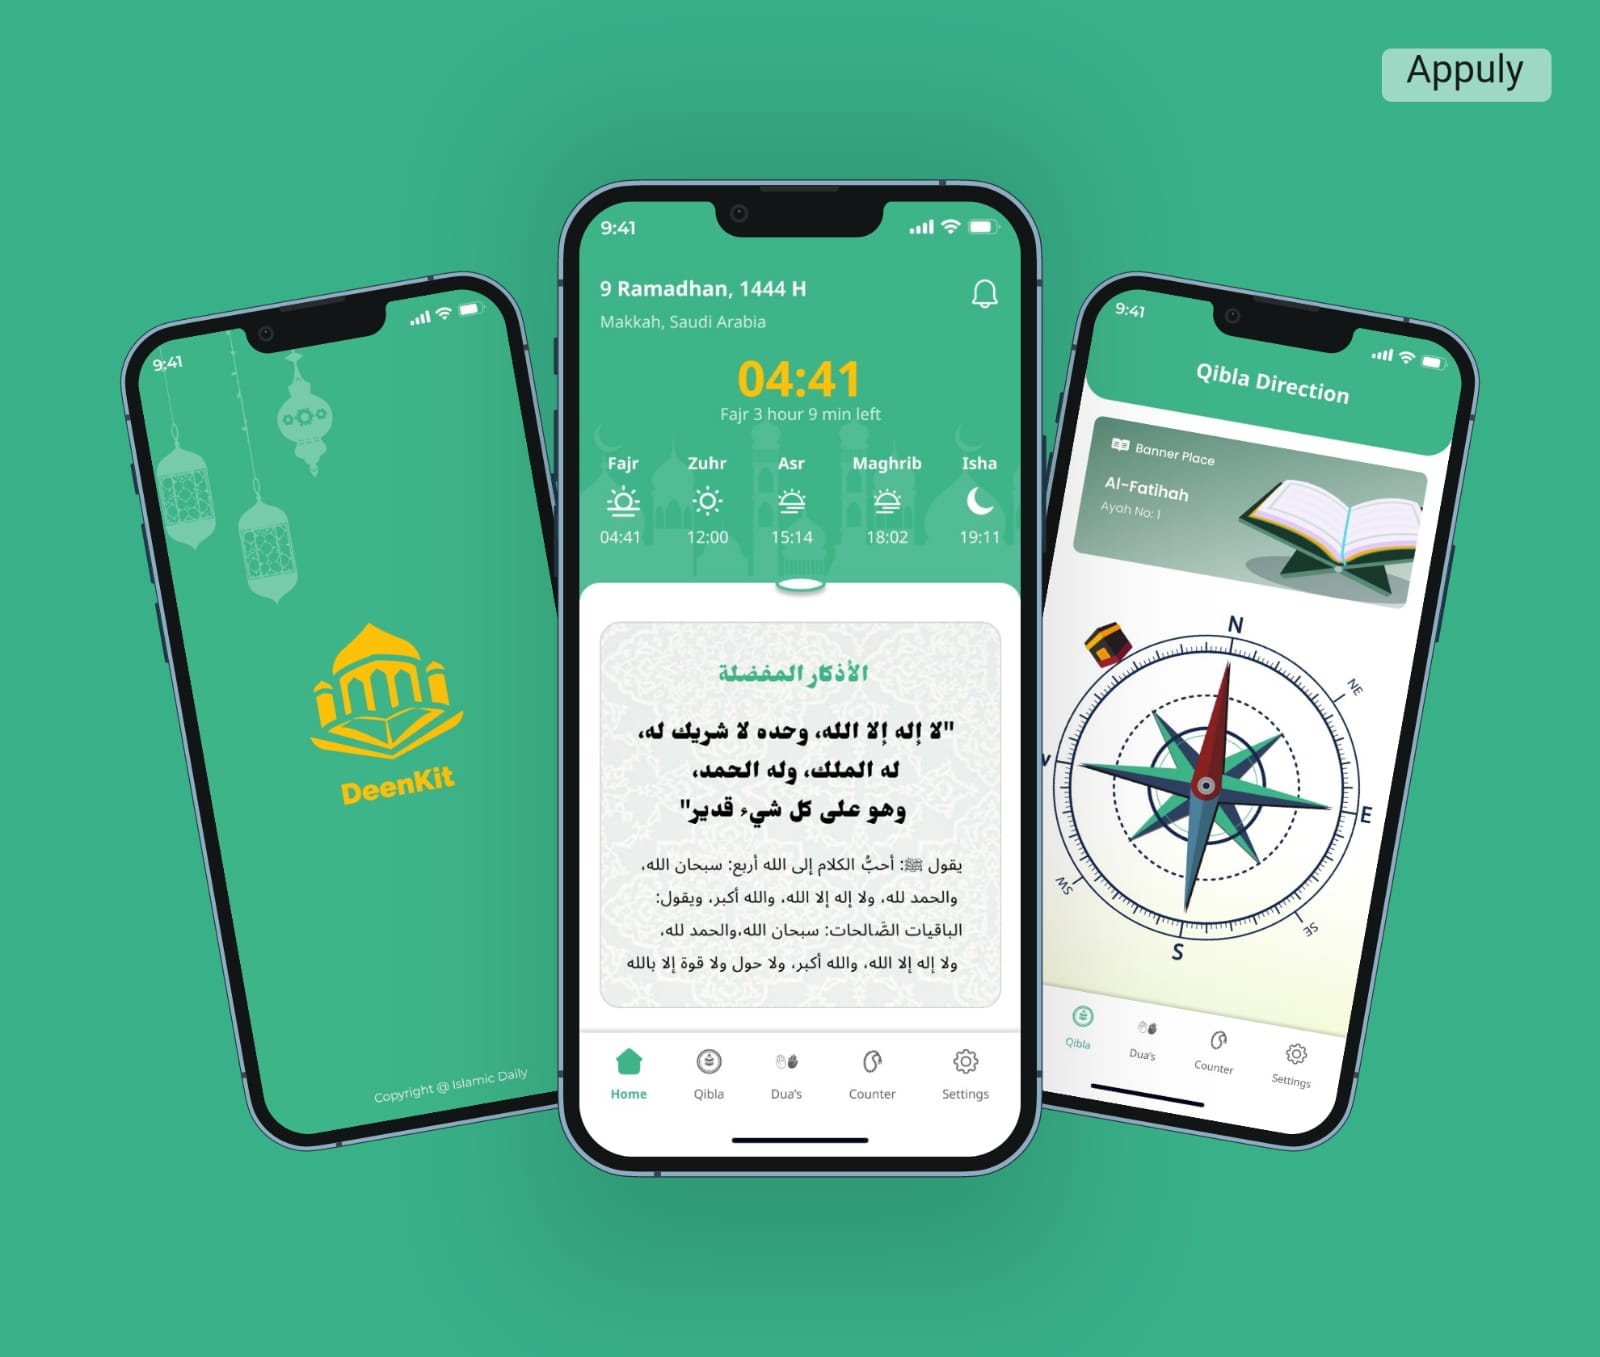 Appuly
9:41
DeenKit
Copyright @ Islamic Daily
9:41
9 Ramadhan, 1444 H
Makkah, Saudi Arabia
04:41
Fajr 3 hour 9 min left
Fajr Zuhr Asr Maghrib Isha
04:41 12:00 15:14 18:02 19:11
الأذكار المفضلة
"لا إله إلا الله، وحده لا شريك له،
له الملك، وله الحمد،
وهو على كل شيء قدير"
يقول ﷺ: أحبُّ الكلام إلى الله أربع: سبحان الله،
والحمد لله، ولا إله إلا الله، والله أكبر، ويقول:
الباقيات الصَّالحات: سبحان الله،والحمد لله،
ولا إله إلا الله، والله أكبر، ولا حول ولا قوة إلا بالله
Home Qibla Dua's Counter Settings
9:41
Qibla Direction
Banner Place
Al-Fatihah
Ayah No: 1
N
NE
E
SE
S
SW
Qibla Dua's Counter Settings